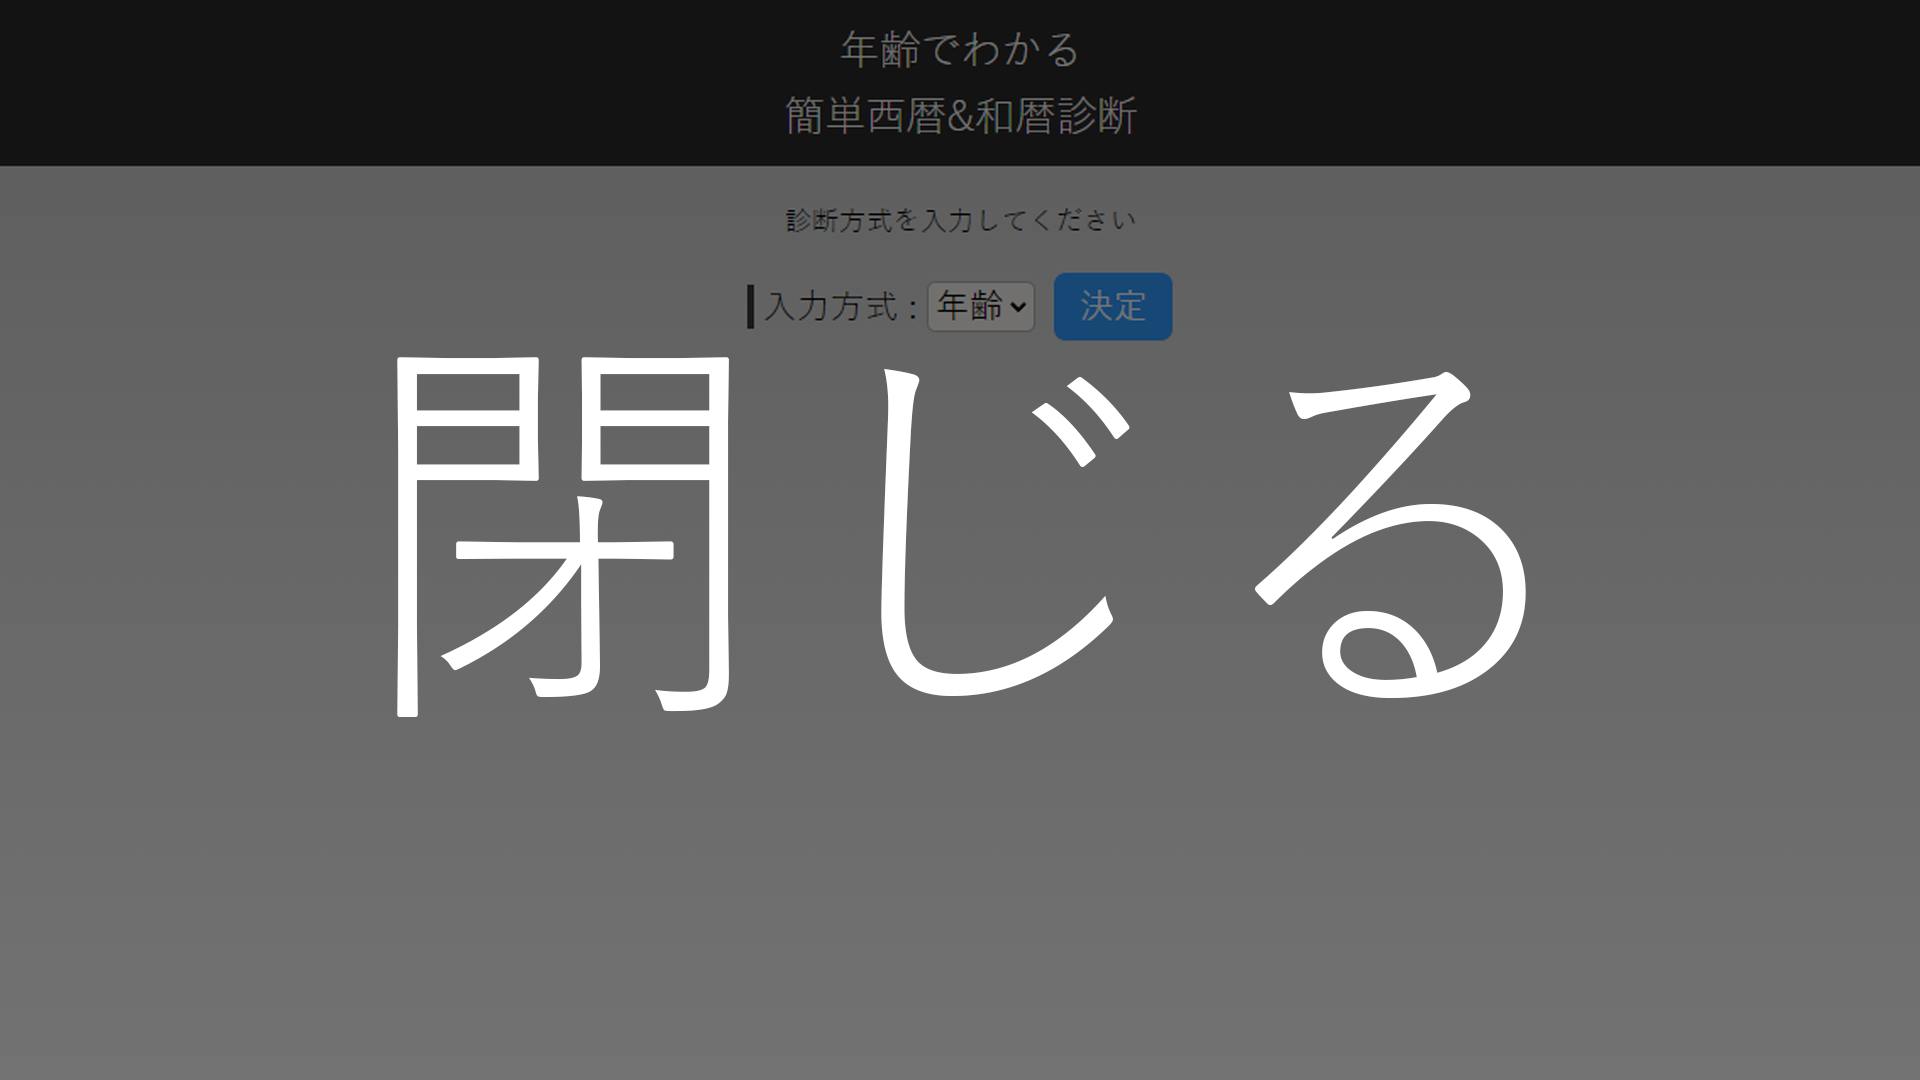 年齢でわかる
簡単西暦&和暦診断
診断方式を入力してください
入力方式 : 年齢 決定
閉じる